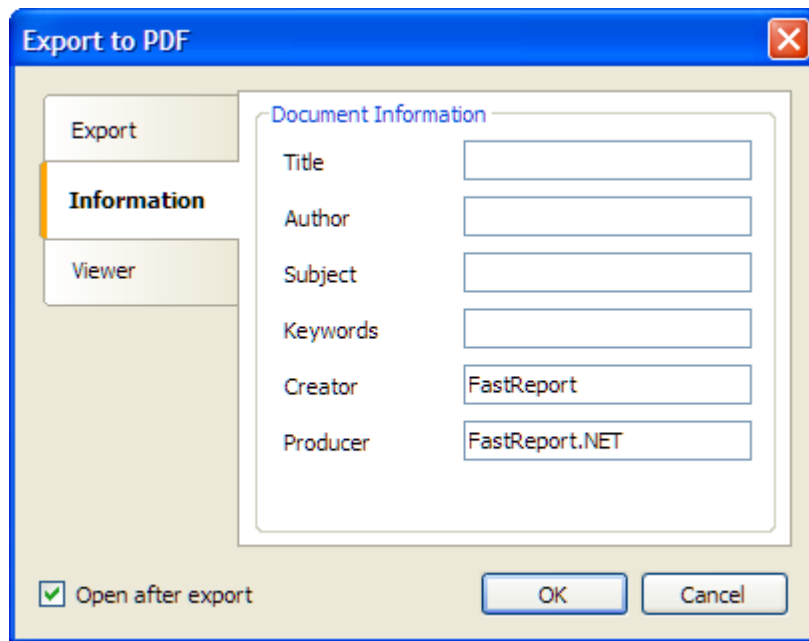 Export to PDF
Export
Information
Viewer
Document Information
Title
Author
Subject
Keywords
Creator FastReport
Producer FastReport.NET
Open after export
OK
Cancel